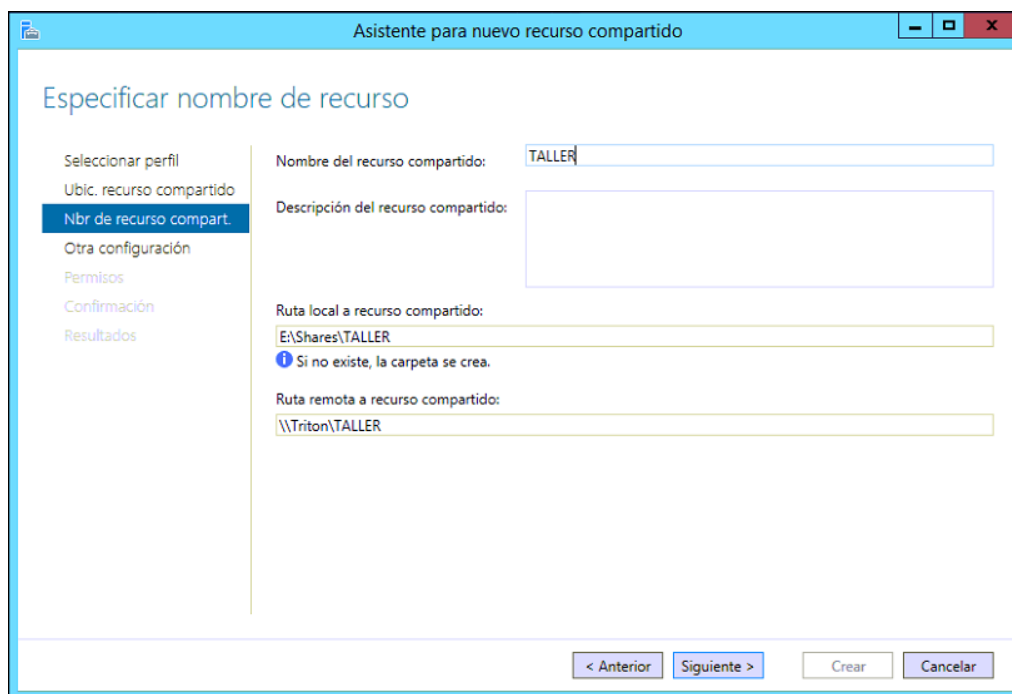 Asistente para nuevo recurso compartido
Especificar nombre de recurso
Seleccionar perfil
Ubic. recurso compartido
Nbr de recurso compart.
Otra configuración
Permisos
Confirmación
Resultados
Nombre del recurso compartido:
TALLER
Descripción del recurso compartido:
Ruta local a recurso compartido:
E:\Shares\TALLER
Si no existe, la carpeta se crea.
Ruta remota a recurso compartido:
\\Triton\TALLER
< Anterior
Siguiente >
Crear
Cancelar